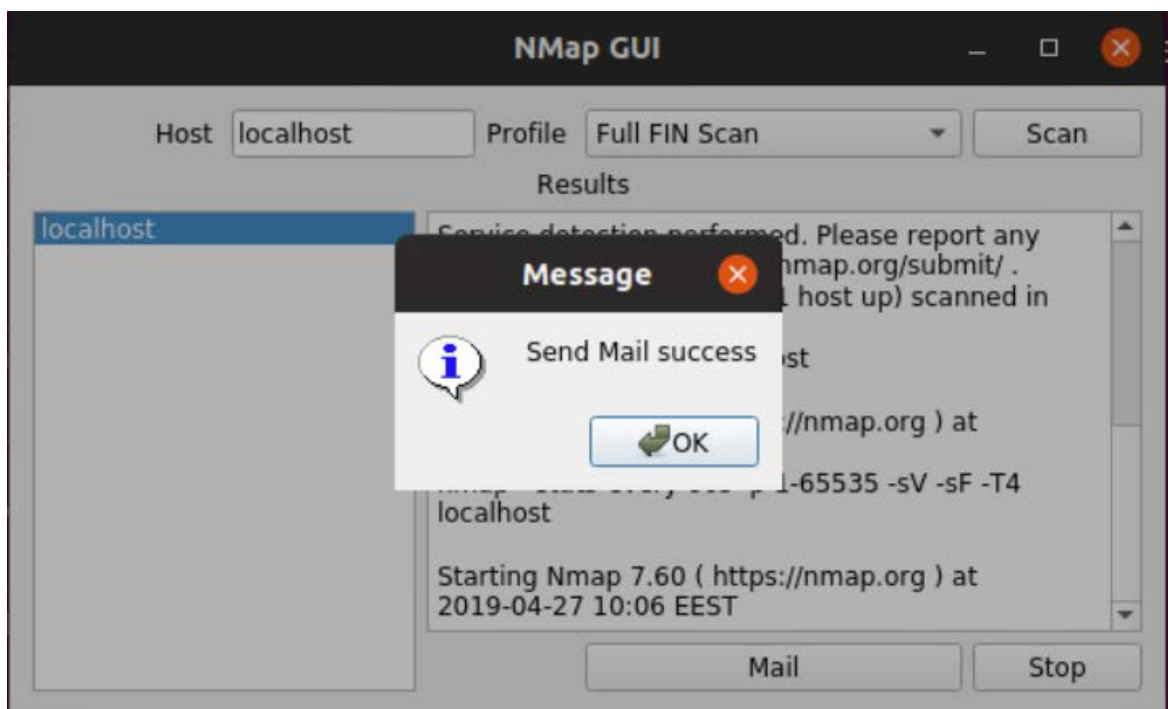 NMap GUI
Host localhost Profile Full FIN Scan Scan
Results
localhost
Service detection performed. Please report any
nmap.org/submit/ .
1 host up) scanned in
Message
Send Mail success
OK
://nmap.org ) at
1-65535 -sV -sF -T4
localhost
Starting Nmap 7.60 ( https://nmap.org ) at
2019-04-27 10:06 EEST
Mail Stop